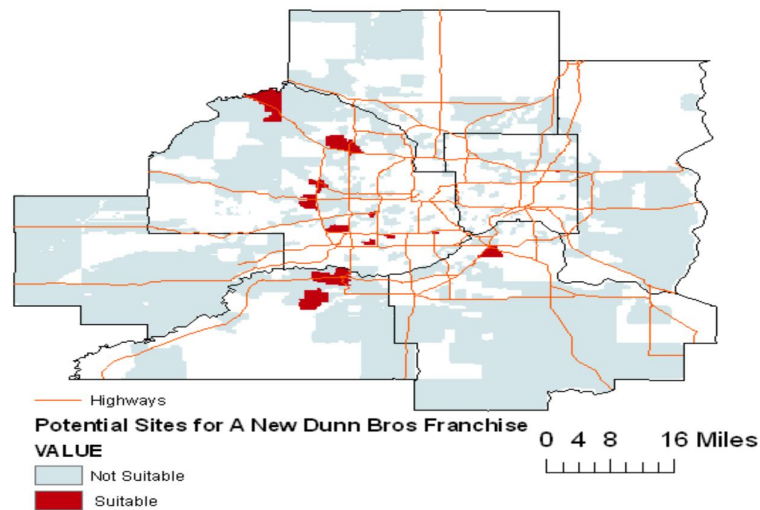 Highways
Potential Sites for A New Dunn Bros Franchise
VALUE
Not Suitable
Suitable
0 4 8 16 Miles